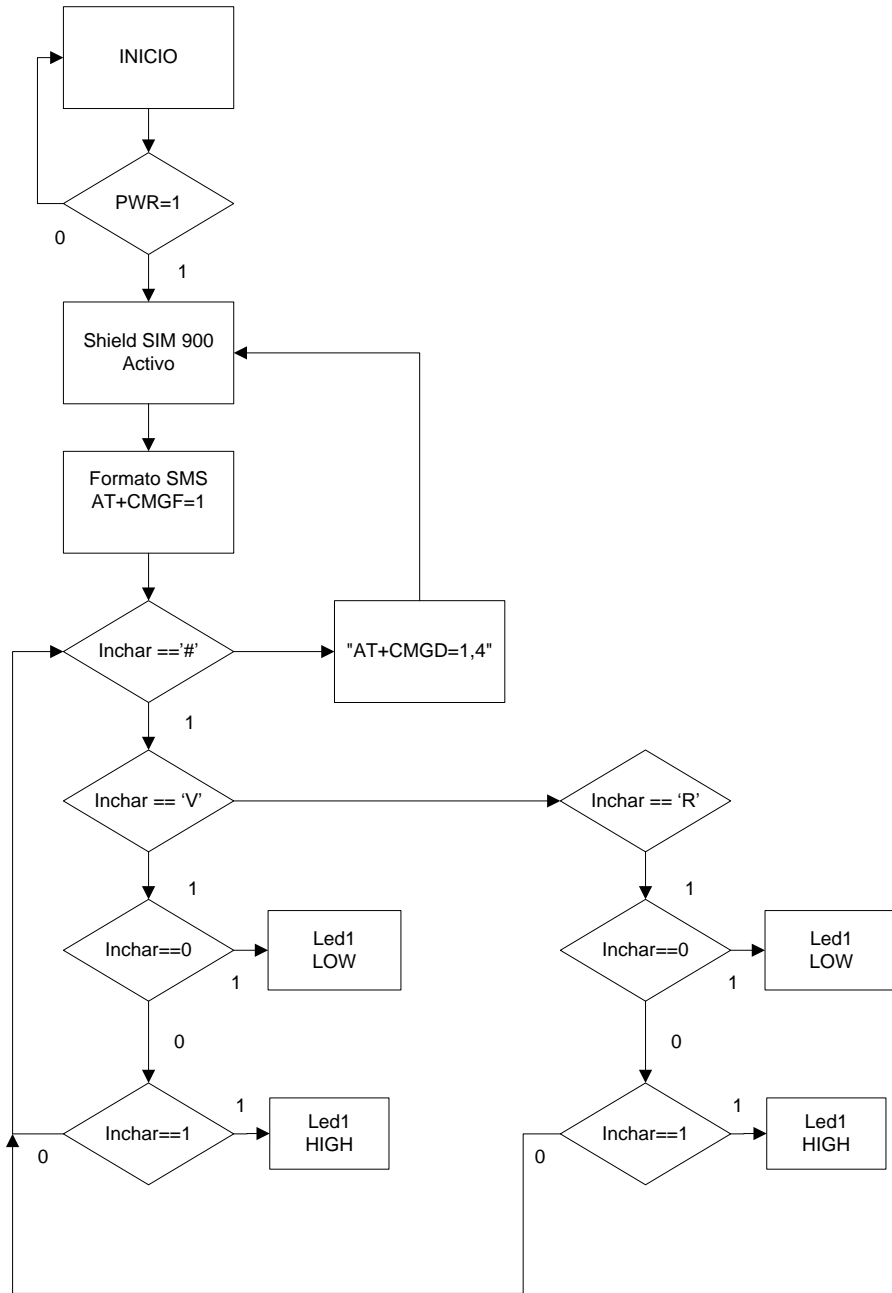 INICIO
PWR=1
0
1
Shield SIM 900
Activo
Formato SMS
AT+CMGF=1
Inchar ==’#’
"AT+CMGD=1,4"
1
Inchar == ‘V’
Inchar == ‘R’
1
1
Inchar==0
Led1
LOW
Inchar==0
Led1
LOW
1
1
0
0
Inchar==1
1
Led1
HIGH
Inchar==1
1
Led1
HIGH
0
0